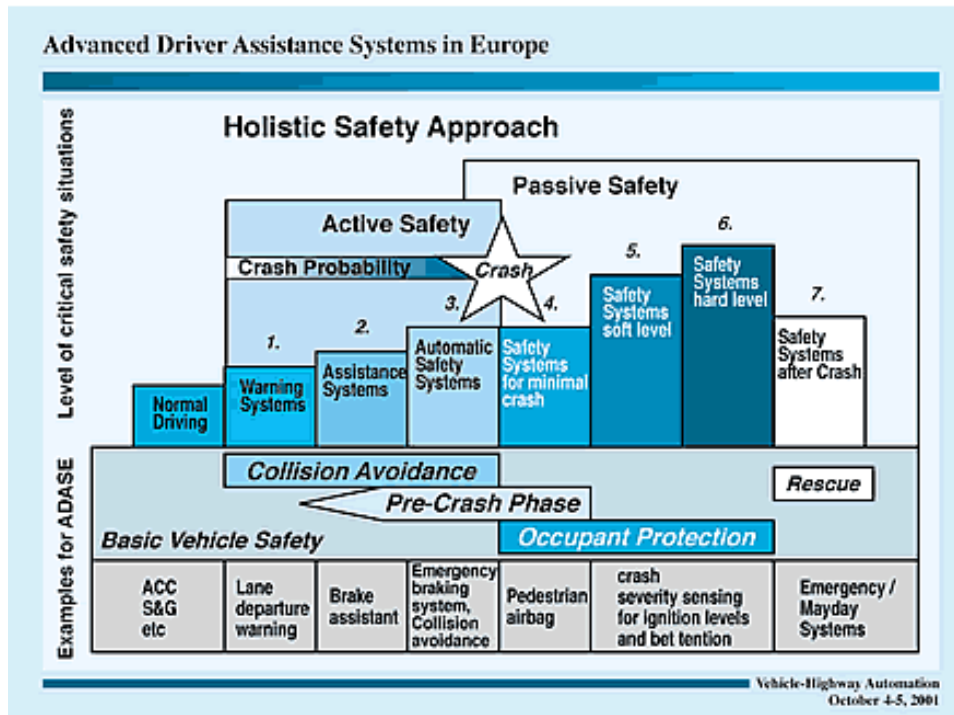 Advanced Driver Assistance Systems in Europe
Level of critical safety situations
Holistic Safety Approach
Passive Safety
Active Safety
Crash Probability
Crash
1.
2.
3.
4.
5.
6.
7.
Normal
Driving
Warning
Systems
Assistance
Systems
Automatic
Safety
Systems
Safety
Systems
for minimal
crash
Safety
Systems
soft level
Safety
Systems
hard level
Safety
Systems
after Crash
Examples for ADASE
Collision Avoidance
Pre-Crash Phase
Rescue
Basic Vehicle Safety
Occupant Protection
ACC
S&G
etc
Lane
departure
warning
Brake
assistant
Emergency
braking
system,
Collision
avoidance
Pedestrian
airbag
crash
severity sensing
for ignition levels
and bet tention
Emergency /
Mayday
Systems
Vehicle-Highway Automation
October 4-5, 2001